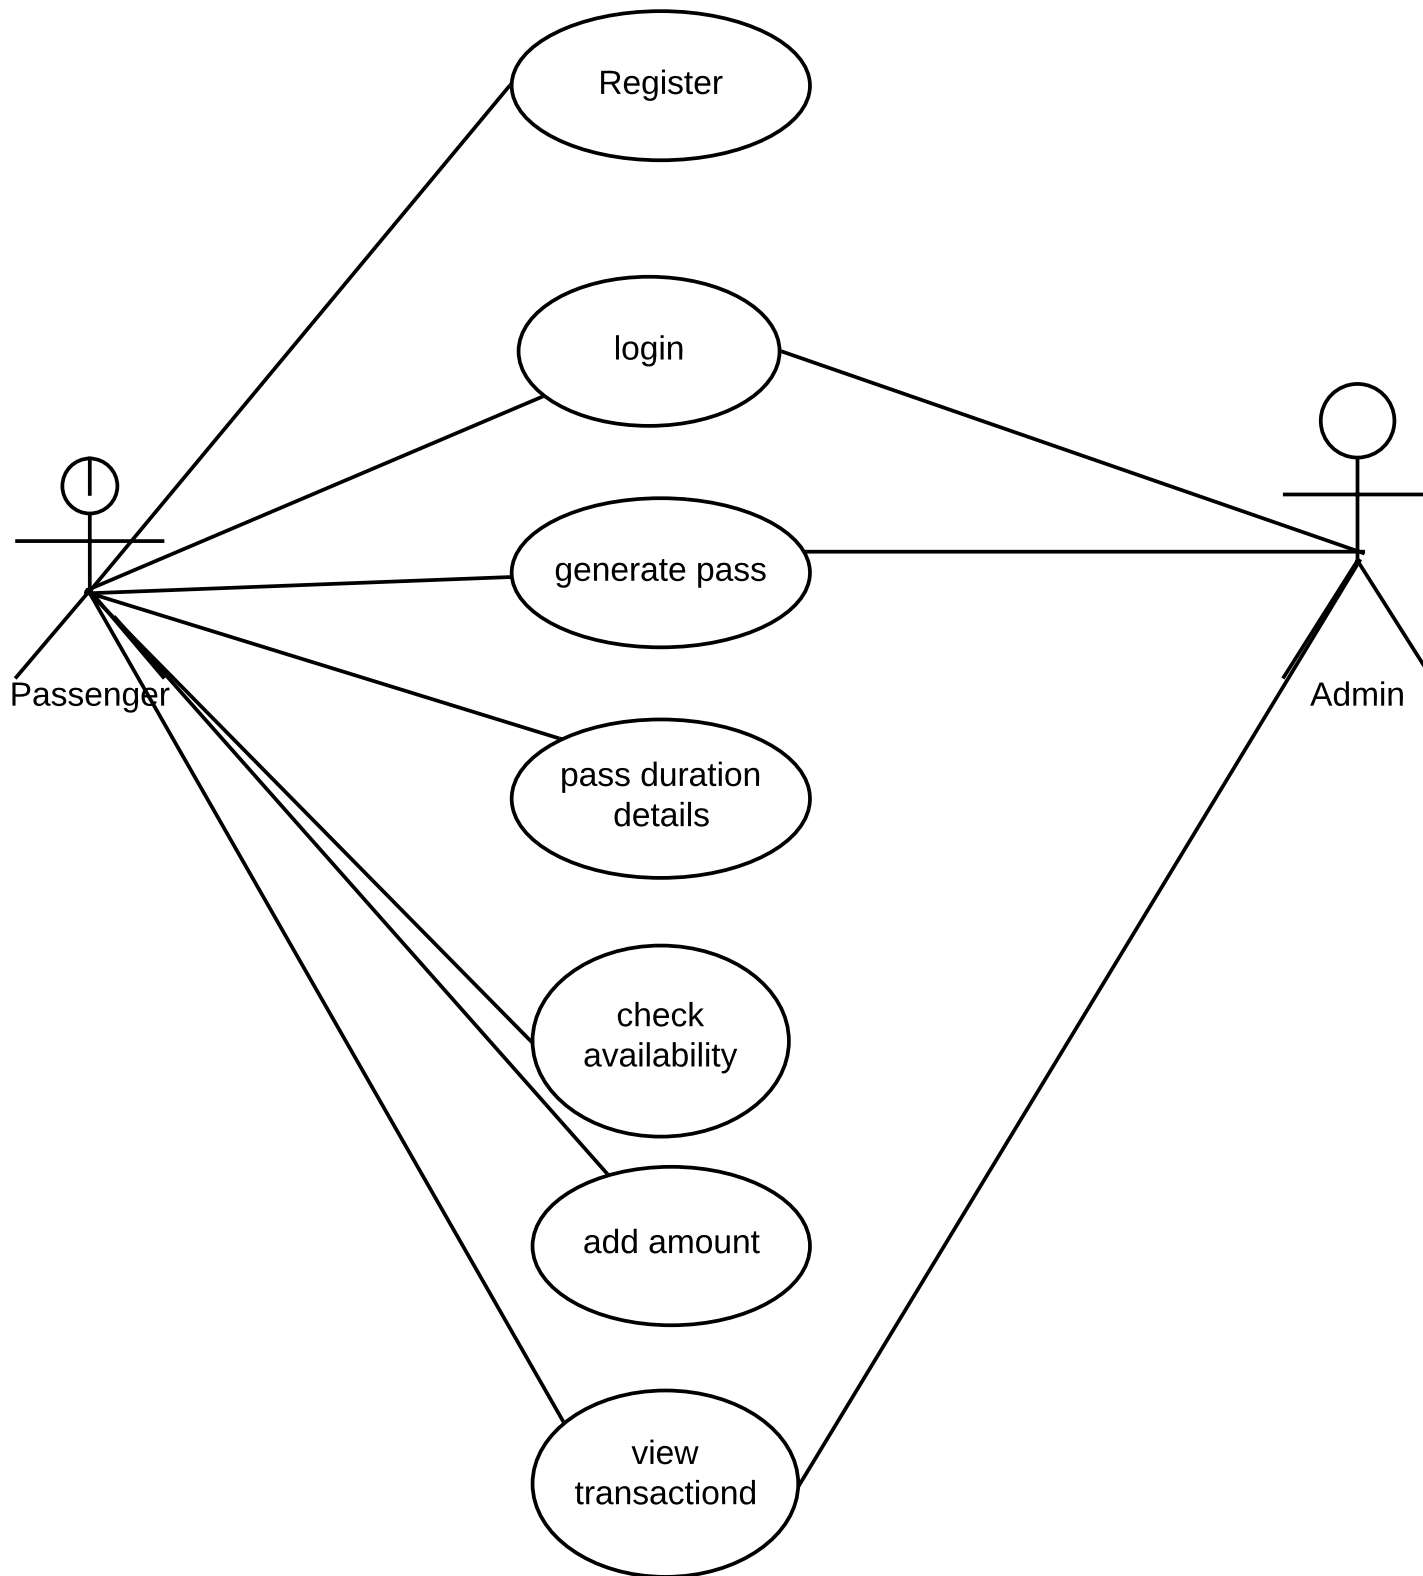 Register
login
generate pass
Passenger
Admin
pass duration
details
check
availability
add amount
view
transactiond